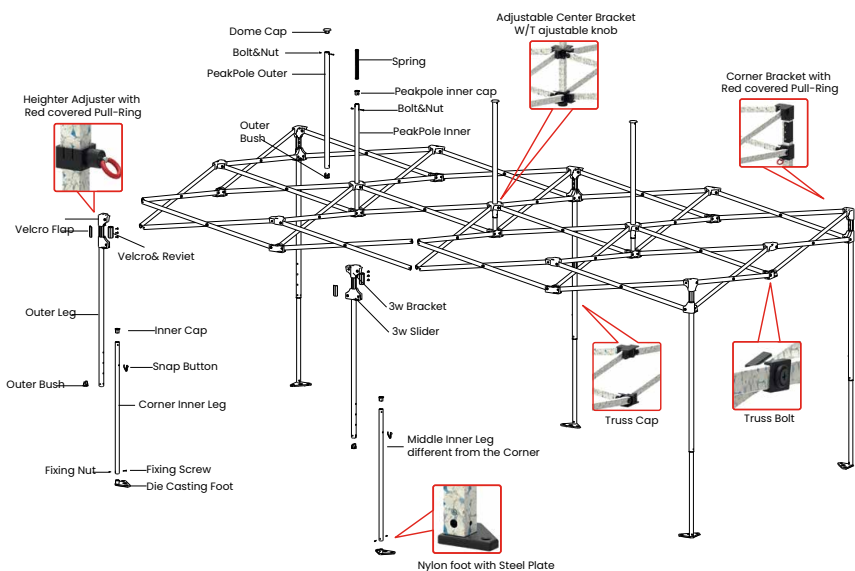 Dome Cap
Bolt&Nut
PeakPole Outer
Spring
Peakpole inner cap
Bolt&Nut
PeakPole Inner
Outer
Bush
Adjustable Center Bracket
W/T ajustable knob
Corner Bracket with
Red covered Pull-Ring
Heighter Adjuster with
Red covered Pull-Ring
Velcro Flap
Velcro& Reviet
Outer Leg
Inner Cap
Snap Button
Outer Bush
Corner Inner Leg
Fixing Nut
Fixing Screw
Die Casting Foot
3w Bracket
3w Slider
Middle Inner Leg
different from the Corner
Nylon foot with Steel Plate
Truss Cap
Truss Bolt